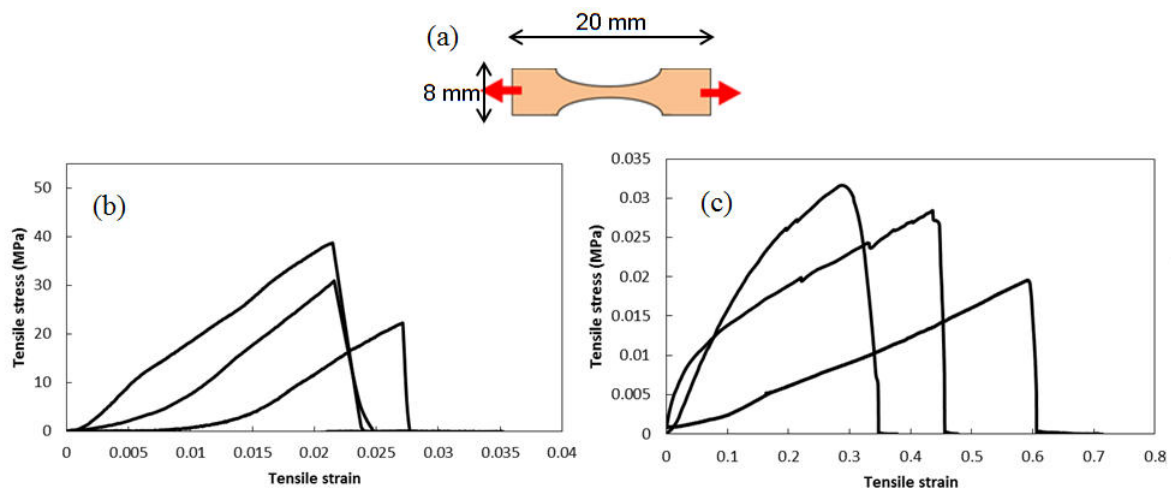 20 mm
(a)
8 mm
(b)
Tensile stress (MPa)
50
40
30
20
10
0
0 0.005 0.01 0.015 0.02 0.025 0.03 0.035 0.04
Tensile strain
(c)
Tensile stress (MPa)
0.035
0.03
0.025
0.02
0.015
0.01
0.005
0
0 0.1 0.2 0.3 0.4 0.5 0.6 0.7 0.8
Tensile strain